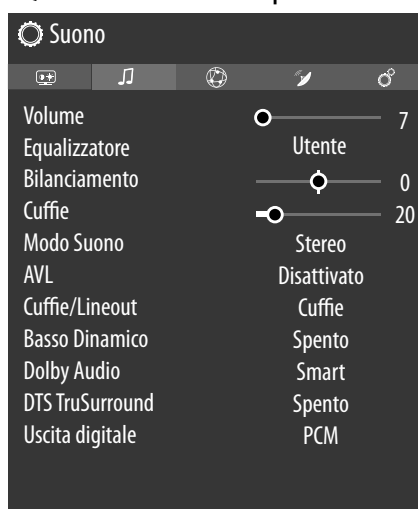 Suono
Volume 7
Equalizzatore Utente
Bilanciamento 0
Cuffie 20
Modo Suono Stereo
AVL Disattivato
Cuffie/Lineout Cuffie
Basso Dinamico Spento
Dolby Audio Smart
DTS TruSurround Spento
Uscita digitale PCM